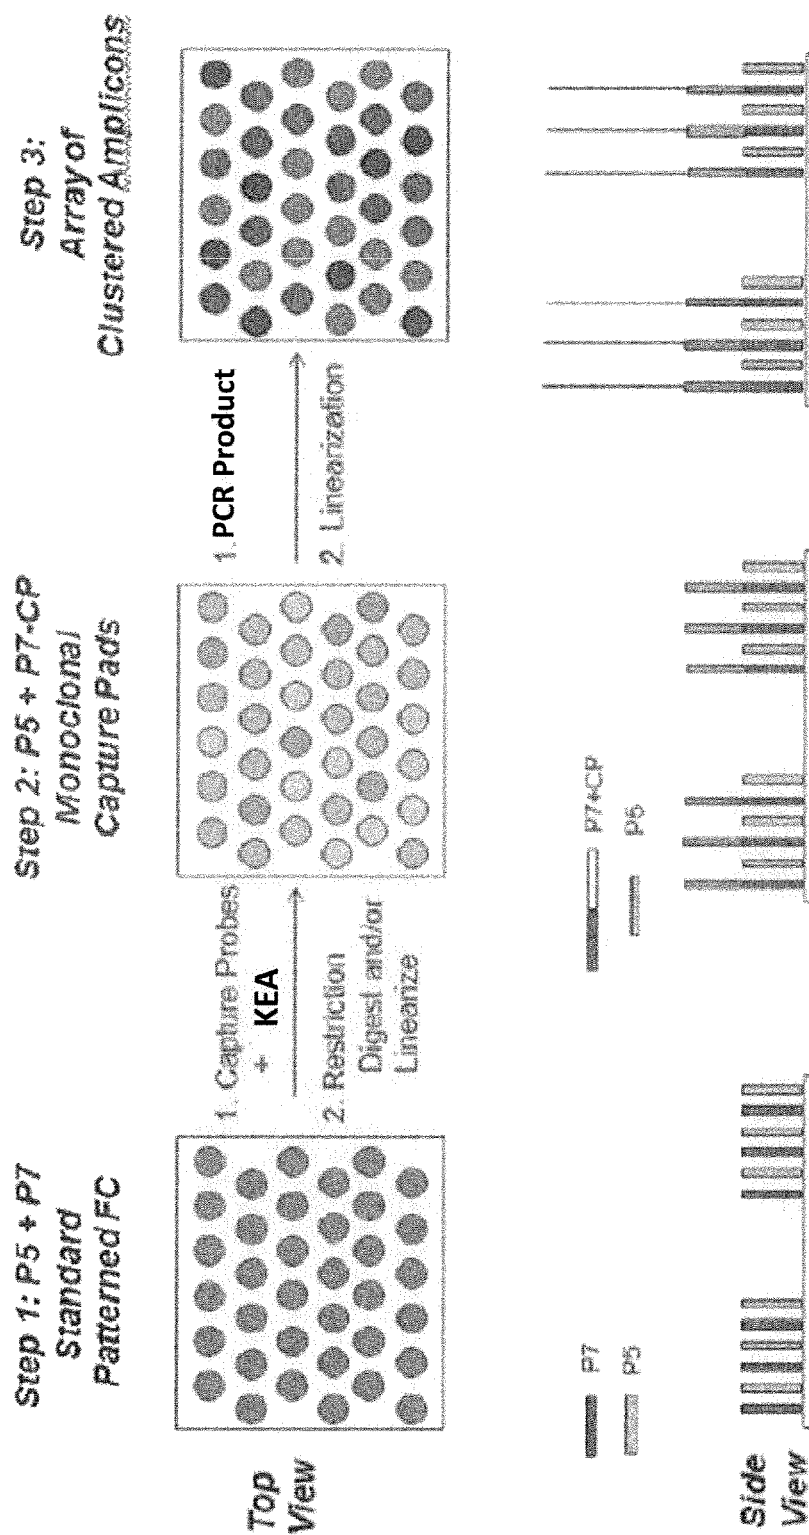 Step 1: P5 + P7
Standard
Patterned FC
1. Capture Probes
+ KEA
2. Restriction
Digest and/or
Linearize
Step 2: P5 + P7-CP
Monoclonal
Capture Pads
1. PCR Product
2. Linearization
Step 3:
Array of
Clustered Amplicons
Top
View
P7
P5
P7+CP
P5
Side
View